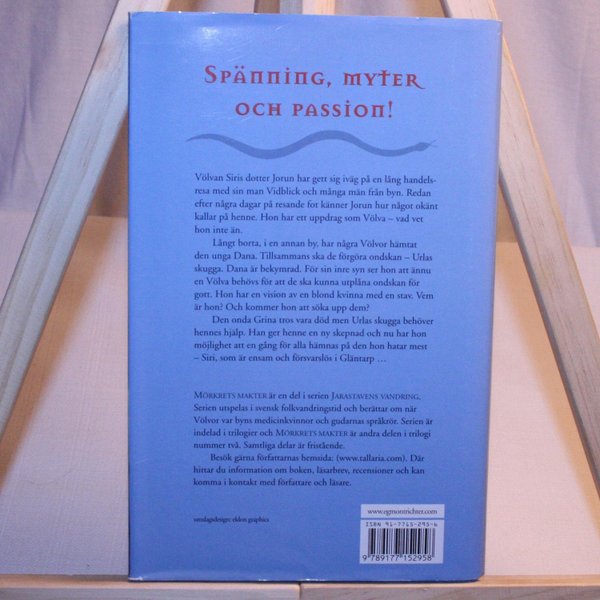 Spänning, myter
och passion!
Völvan Siris dotter Jorun har gett sig iväg på en lång handels-
resa med sin man Vidblick och många män från byn. Redan
efter några dagar på resande fot känner Jorun hur något okänt
kallar på henne. Hon har ett uppdrag som Völva – vad vet
hon inte än.
Långt borta, i en annan by, har några Völvor hämtat
den unga Dana. Tillsammans ska de förgöra ondskan – Urlas
skugga. Dana är bekymrad. För sin inre syn ser hon att ännu
en Völva behövs för att de ska kunna utplåna ondskan för
gott. Hon har en vision av en blond kvinna med en stav. Vem
är hon? Och kommer hon att söka upp dem?
Den onda Grina tros vara död men Urlas skugga behöver
hennes hjälp. Han ger henne en ny skepnad och nu har hon
möjlighet att en gång för alla hämnas på den hon hatar mest
– Siri, som är ensam och försvarslös i Gläntarp ...
Mörkrets makter är en del i serien Jarastavens vandring.
Serien utspelas i svensk folkvandringstid och berättar om när
Völvor var byns medicinkvinnor och gudarnas språkrör. Serien är
indelad i trilogier och Mörkrets makter är andra delen i trilogi
nummer två. Samtliga delar är fristående.
Besök gärna författarnas hemsida: (www.tallaria.com). Där
hittar du information om boken, läsarbrev, recensioner och kan
komma i kontakt med författare och läsare.
omslagsdesign: eldon graphics
www.egmontrichter.com
ISBN 91-7715-295-6
9 789177 152958